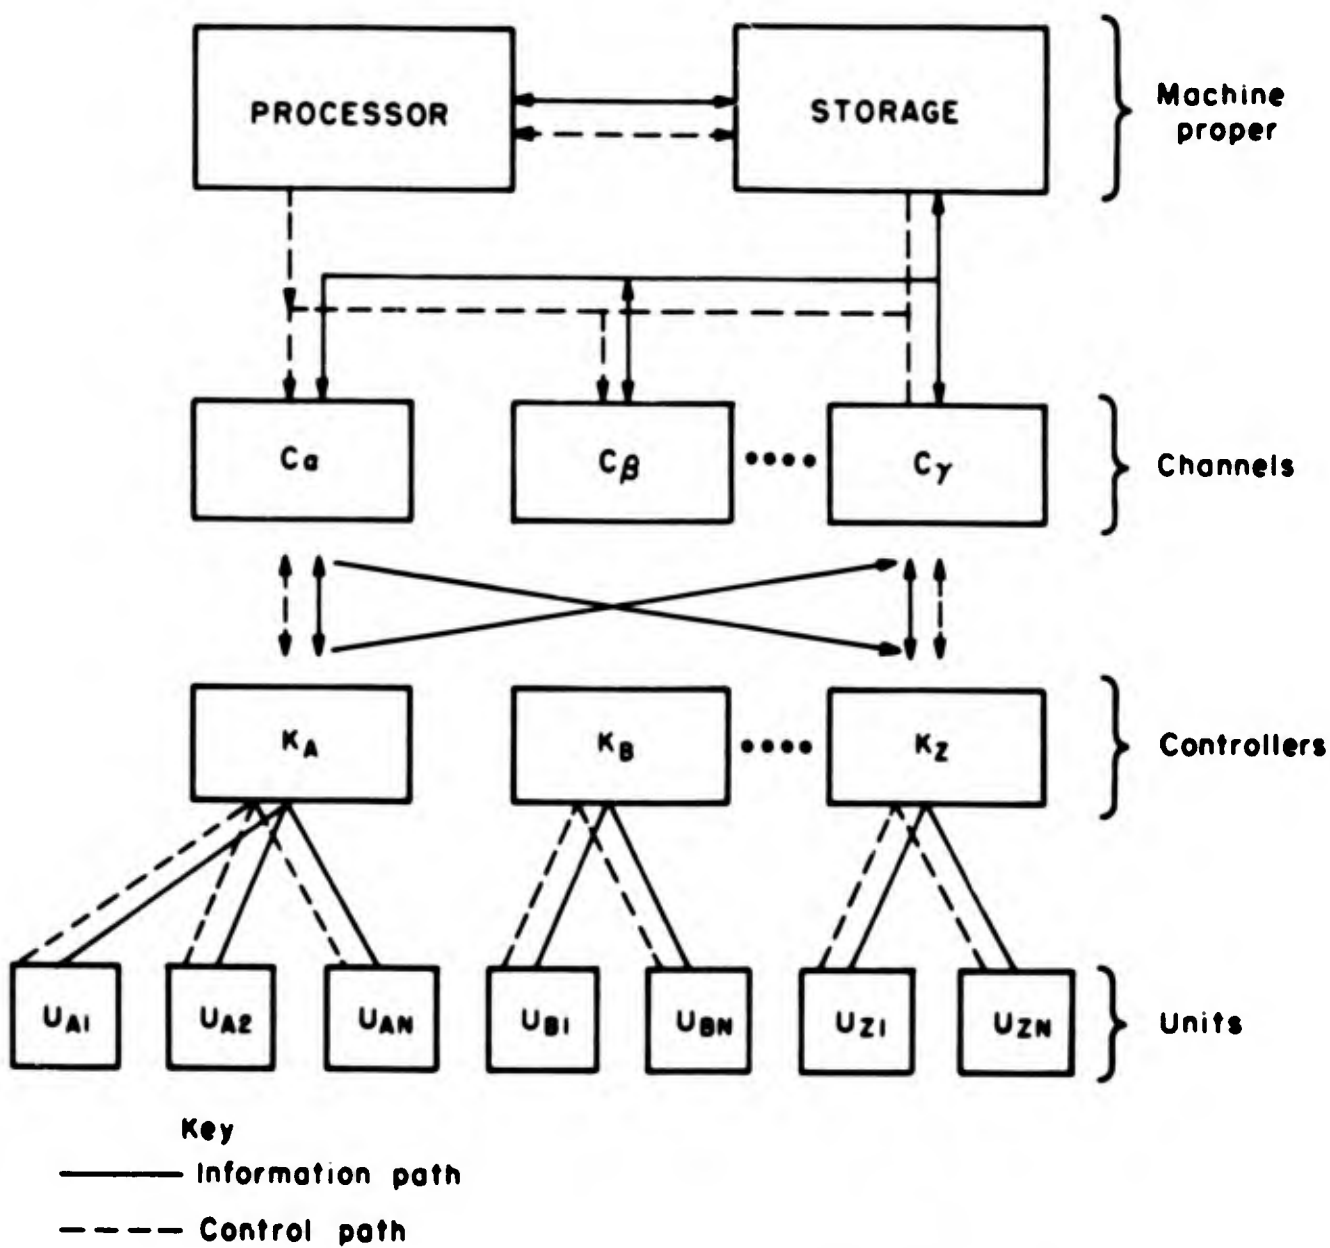 PROCESSOR
STORAGE
Machine
proper
Cα
Cβ
Cγ
Channels
KA
KB
KZ
Controllers
UA1
UA2
UAN
UB1
UBN
UZ1
UZN
Units
Key
Information path
Control path